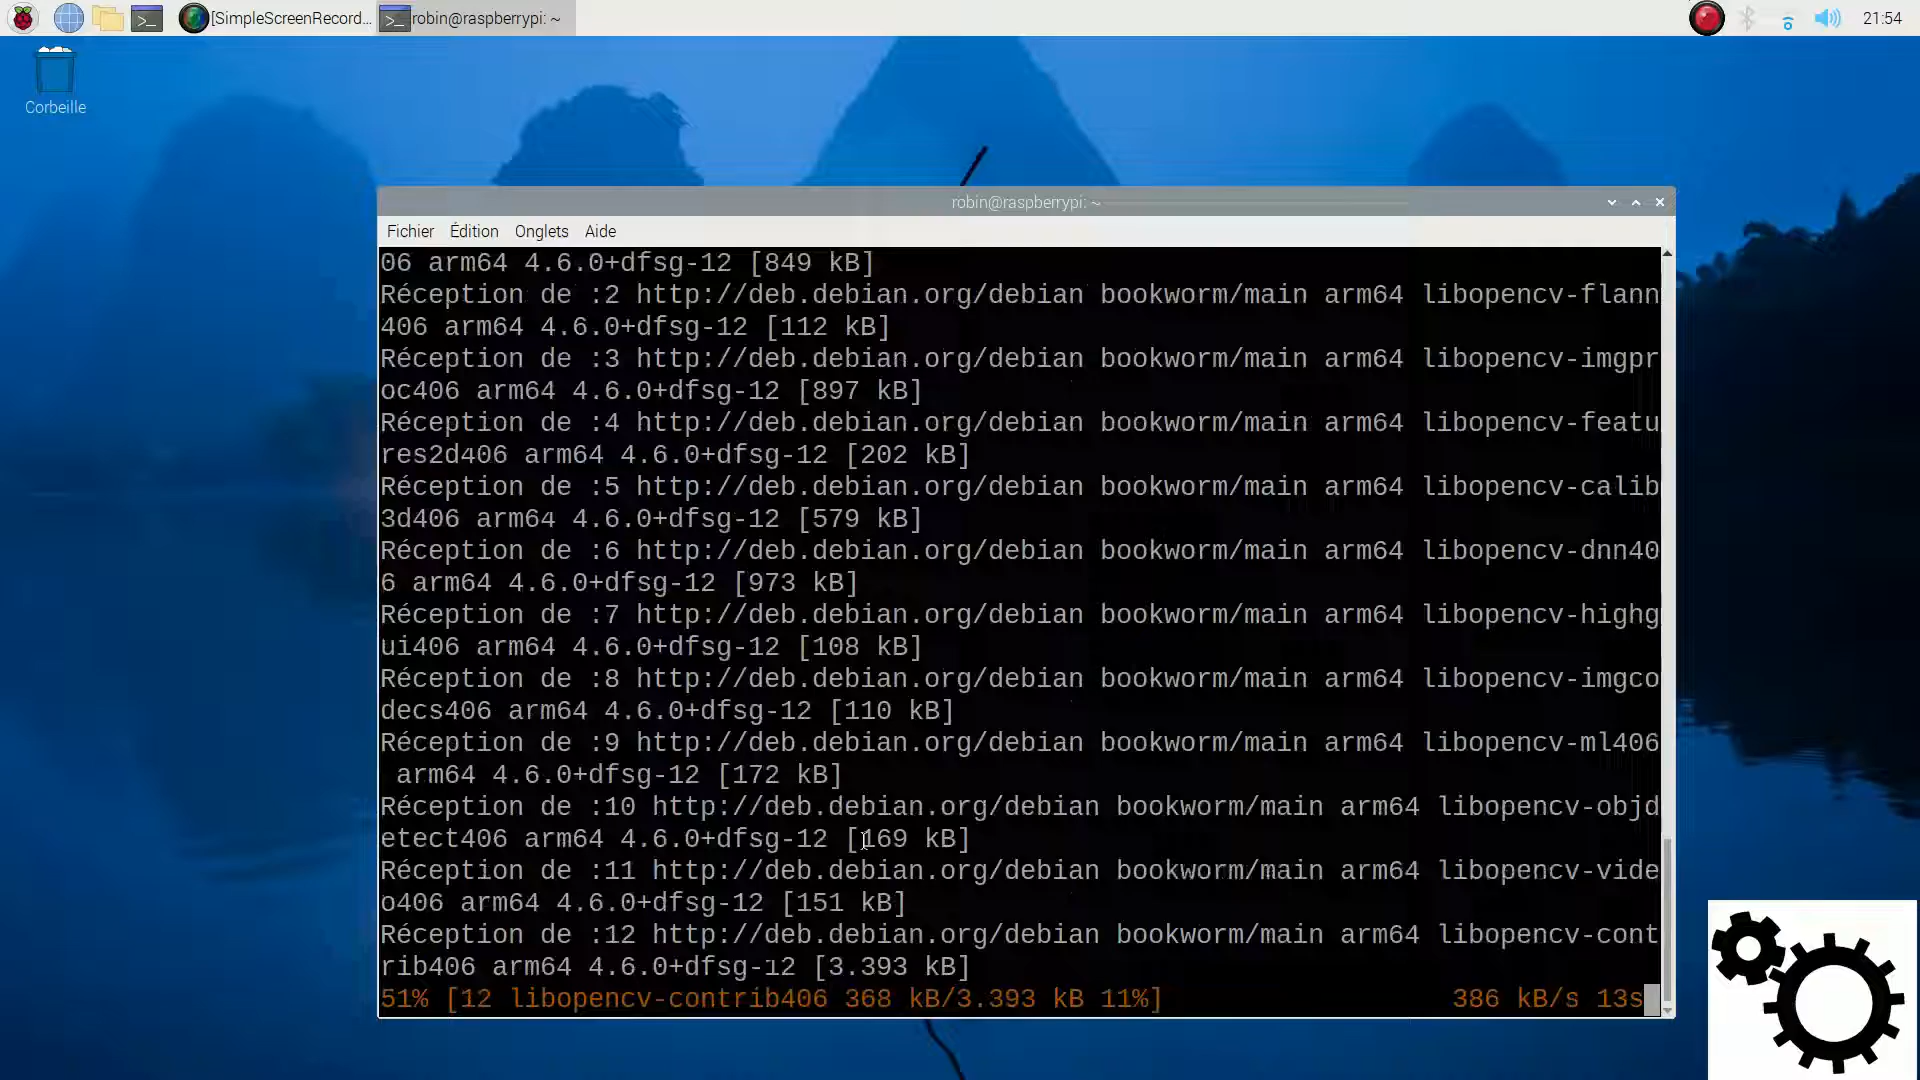 [SimpleScreenRecord...
robin@raspberrypi: ~
21:54
Corbeille
robin@raspberrypi: ~
Fichier Édition Onglets Aide
06 arm64 4.6.0+dfsg-12 [849 kB]
Réception de :2 http://deb.debian.org/debian bookworm/main arm64 libopencv-flann
406 arm64 4.6.0+dfsg-12 [112 kB]
Réception de :3 http://deb.debian.org/debian bookworm/main arm64 libopencv-imgpr
oc406 arm64 4.6.0+dfsg-12 [897 kB]
Réception de :4 http://deb.debian.org/debian bookworm/main arm64 libopencv-featu
res2d406 arm64 4.6.0+dfsg-12 [202 kB]
Réception de :5 http://deb.debian.org/debian bookworm/main arm64 libopencv-calib
3d406 arm64 4.6.0+dfsg-12 [579 kB]
Réception de :6 http://deb.debian.org/debian bookworm/main arm64 libopencv-dnn40
6 arm64 4.6.0+dfsg-12 [973 kB]
Réception de :7 http://deb.debian.org/debian bookworm/main arm64 libopencv-highg
ui406 arm64 4.6.0+dfsg-12 [108 kB]
Réception de :8 http://deb.debian.org/debian bookworm/main arm64 libopencv-imgco
decs406 arm64 4.6.0+dfsg-12 [110 kB]
Réception de :9 http://deb.debian.org/debian bookworm/main arm64 libopencv-ml406
 arm64 4.6.0+dfsg-12 [172 kB]
Réception de :10 http://deb.debian.org/debian bookworm/main arm64 libopencv-objd
etect406 arm64 4.6.0+dfsg-12 [169 kB]
Réception de :11 http://deb.debian.org/debian bookworm/main arm64 libopencv-vide
o406 arm64 4.6.0+dfsg-12 [151 kB]
Réception de :12 http://deb.debian.org/debian bookworm/main arm64 libopencv-cont
rib406 arm64 4.6.0+dfsg-12 [3.393 kB]
51% [12 libopencv-contrib406 368 kB/3.393 kB 11%] 386 kB/s 13s